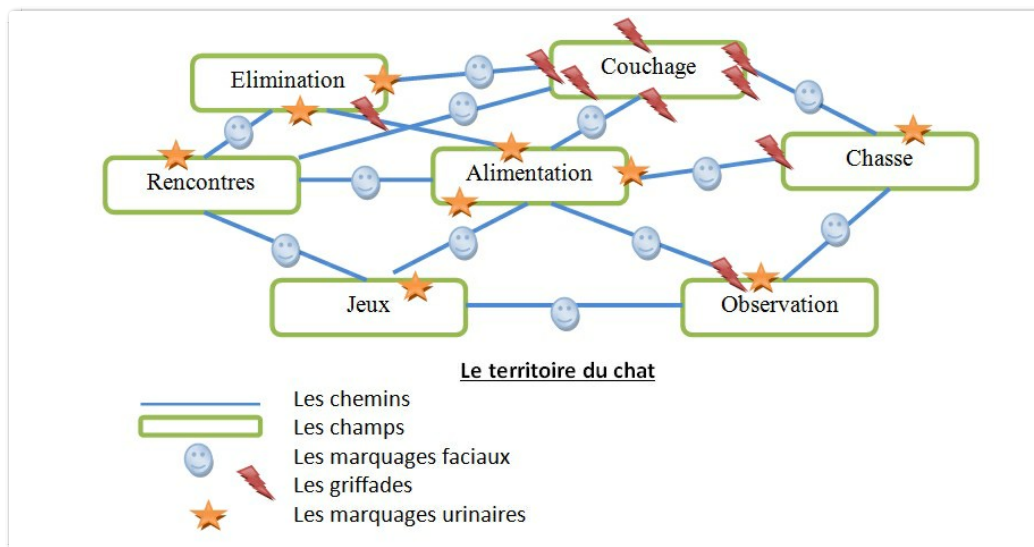 Elimination
Couchage
Rencontres
Alimentation
Chasse
Jeux
Observation
Le territoire du chat
Les chemins
Les champs
Les marquages faciaux
Les griffades
Les marquages urinaires